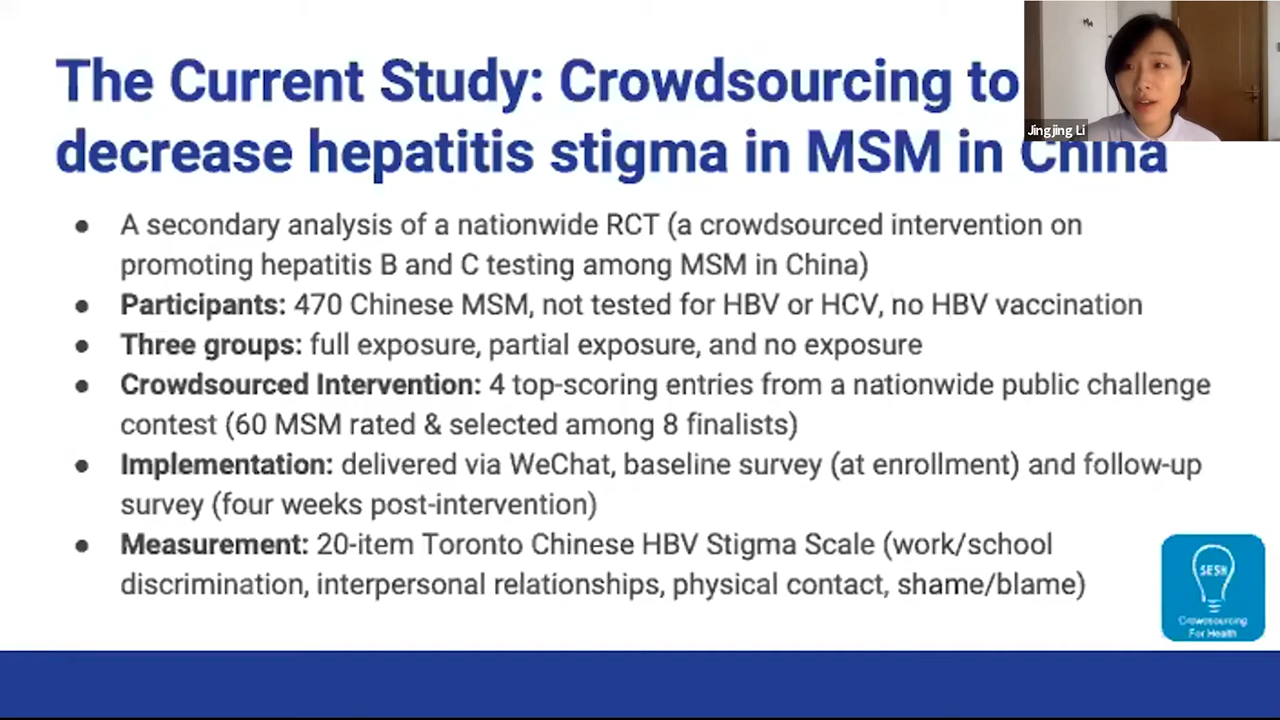 The Current Study: Crowdsourcing to
decrease hepatitis stigma in MSM in China
Jingjing Li
● A secondary analysis of a nationwide RCT (a crowdsourced intervention on
promoting hepatitis B and C testing among MSM in China)
● Participants: 470 Chinese MSM, not tested for HBV or HCV, no HBV vaccination
● Three groups: full exposure, partial exposure, and no exposure
● Crowdsourced Intervention: 4 top-scoring entries from a nationwide public challenge
contest (60 MSM rated & selected among 8 finalists)
● Implementation: delivered via WeChat, baseline survey (at enrollment) and follow-up
survey (four weeks post-intervention)
● Measurement: 20-item Toronto Chinese HBV Stigma Scale (work/school
discrimination, interpersonal relationships, physical contact, shame/blame)
SESH
Crowdsourcing
For Health